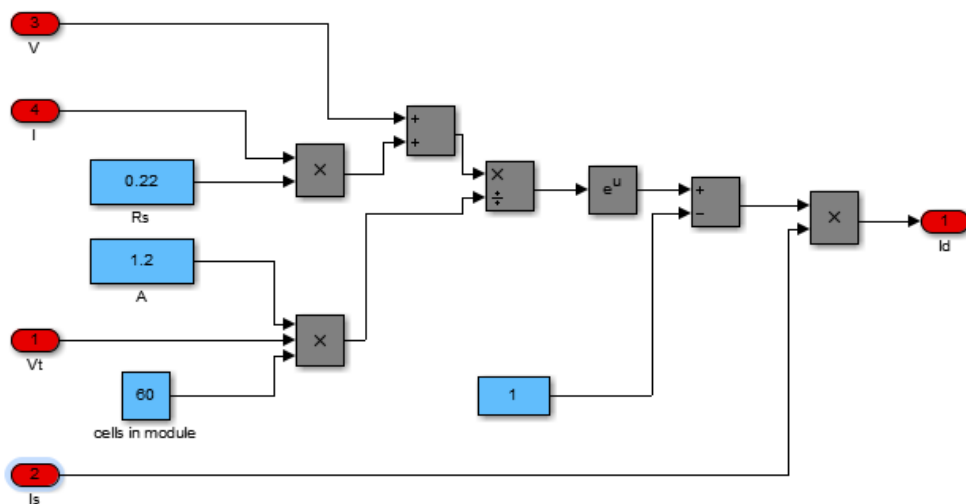 3
V
4
I
0.22
Rs
1.2
A
1
Vt
60
cells in module
2
Is
×
×
+
+
×
÷
e^u
+
−
1
×
1
Id